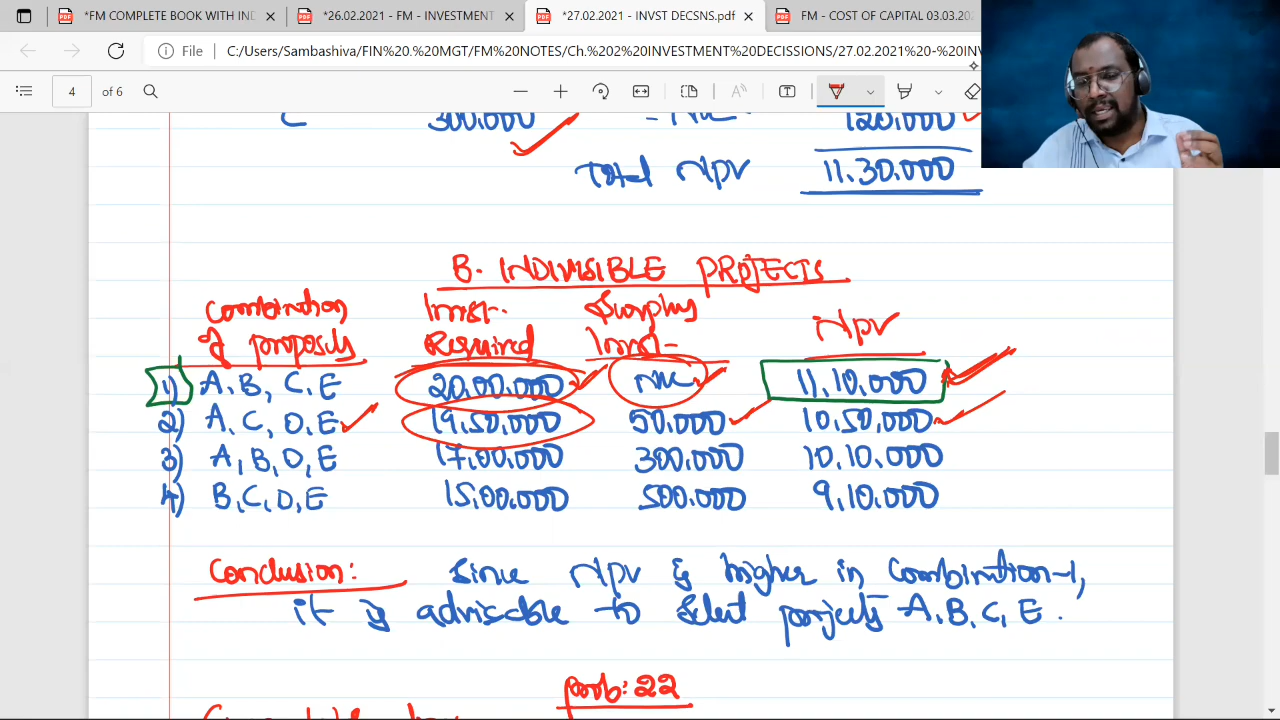 *FM COMPLETE BOOK WITH IND
*26.02.2021 - FM - INVESTMENT
*27.02.2021 - INVST DECSNS.pdf
FM - COST OF CAPITAL 03.03.20
File C:/Users/Sambashiva/FIN%20.%20MGT/FM%20NOTES/Ch.%202%20INVESTMENT%20DECISSIONS/27.02.2021%20-%20IN
4 of 6
C 300.000 - Nil - 120.000
Total NPV 11.30.000
B. INDIVISIBLE PROJECTS
Combination of proposals
Invst. Required
Surplus Invst-
NPV
1) A, B, C, E 20.00.000 Nil 11.10.000
2) A, C, D, E 19.50.000 50.000 10.50.000
3) A, B, D, E 17.00.000 300.000 10.10.000
4) B, C, D, E 15.00.000 500.000 9.10.000
Conclusion: Since NPV is higher in Combination-1,
it is advisable to Select projects A, B, C, E.
prob: 22